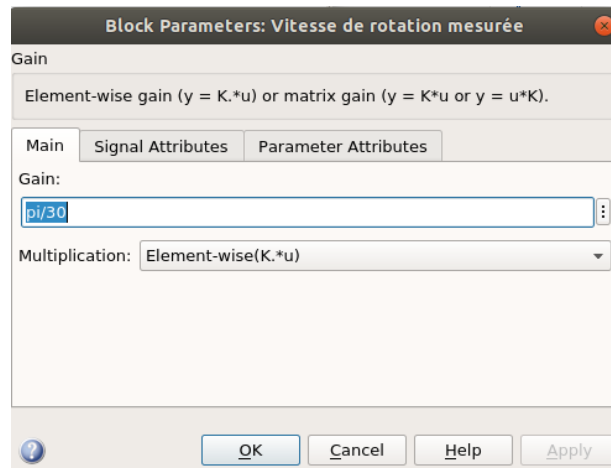 Block Parameters: Vitesse de rotation mesurée
Gain
Element-wise gain (y = K.*u) or matrix gain (y = K*u or y = u*K).
Main Signal Attributes Parameter Attributes
Gain:
pi/30
Multiplication: Element-wise(K.*u)
OK Cancel Help Apply